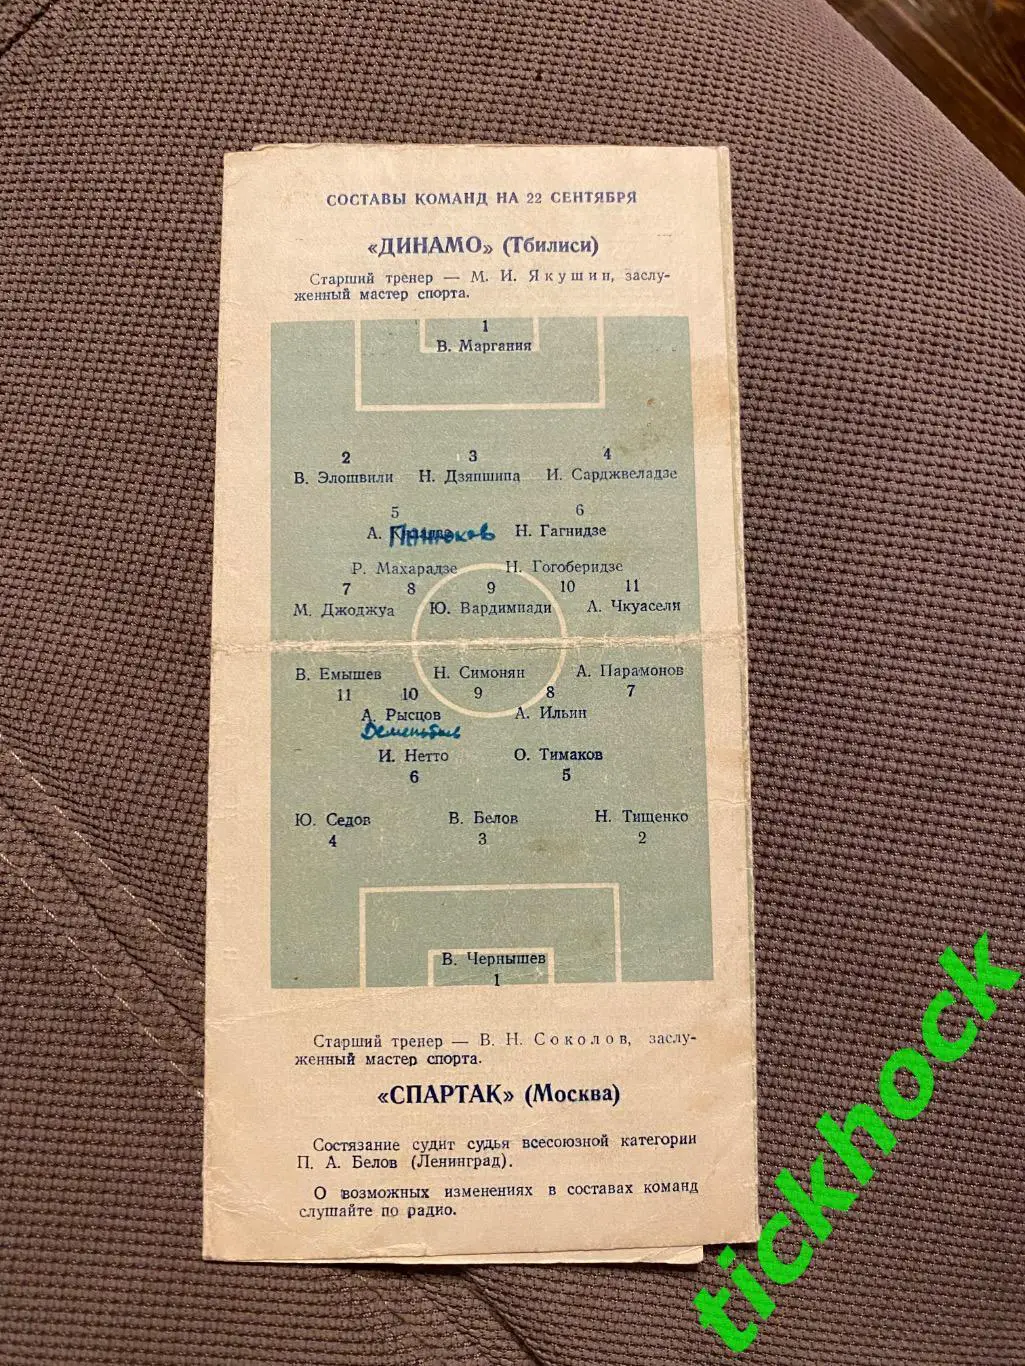 СОСТАВЫ КОМАНД НА 22 СЕНТЯБРЯ
«ДИНАМО» (Тбилиси)
Старший тренер — М. И. Якушин, заслу-
женный мастер спорта.
1
В. Маргания
2 3 4
В. Элошвили Н. Дзяпшипа И. Сарджвеладзе
5 6
А. Н. Гагнидзе
Р. Махарадзе Н. Гогоберидзе
7 8 9 10 11
М. Джоджуа Ю. Вардимиади А. Чкуасели
В. Емышев Н. Симонян А. Парамонов
11 10 9 8 7
А. Рысцов А. Ильин
И. Нетто О. Тимаков
6 5
Ю. Седов В. Белов Н. Тищенко
4 3 2
В. Чернышев
1
Старший тренер — В. Н. Соколов, заслу-
женный мастер спорта.
«СПАРТАК» (Москва)
Состязание судит судья всесоюзной категории
П. А. Белов (Ленинград).
О возможных изменениях в составах команд
слушайте по радио.
tickhock